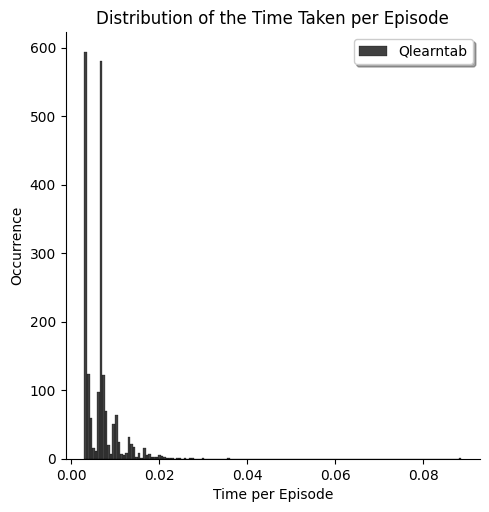 Distribution of the Time Taken per Episode
Qlearntab
600
500
400
300
200
100
0
Occurrence
0.00 0.02 0.04 0.06 0.08
Time per Episode